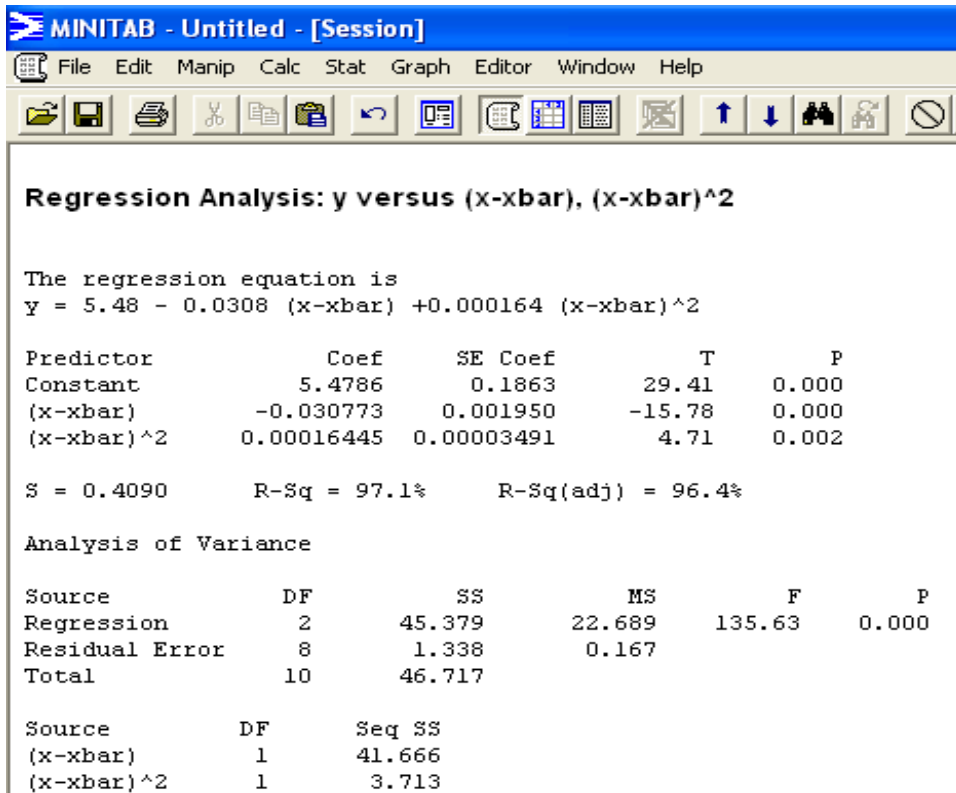 MINITAB - Untitled - [Session]
File Edit Manip Calc Stat Graph Editor Window Help
Regression Analysis: y versus (x-xbar), (x-xbar)^2
The regression equation is
y = 5.48 - 0.0308 (x-xbar) +0.000164 (x-xbar)^2
Predictor Coef SE Coef T P
Constant 5.4786 0.1863 29.41 0.000
(x-xbar) -0.030773 0.001950 -15.78 0.000
(x-xbar)^2 0.00016445 0.00003491 4.71 0.002
S = 0.4090 R-Sq = 97.1% R-Sq(adj) = 96.4%
Analysis of Variance
Source DF SS MS F P
Regression 2 45.379 22.689 135.63 0.000
Residual Error 8 1.338 0.167
Total 10 46.717
Source DF Seq SS
(x-xbar) 1 41.666
(x-xbar)^2 1 3.713